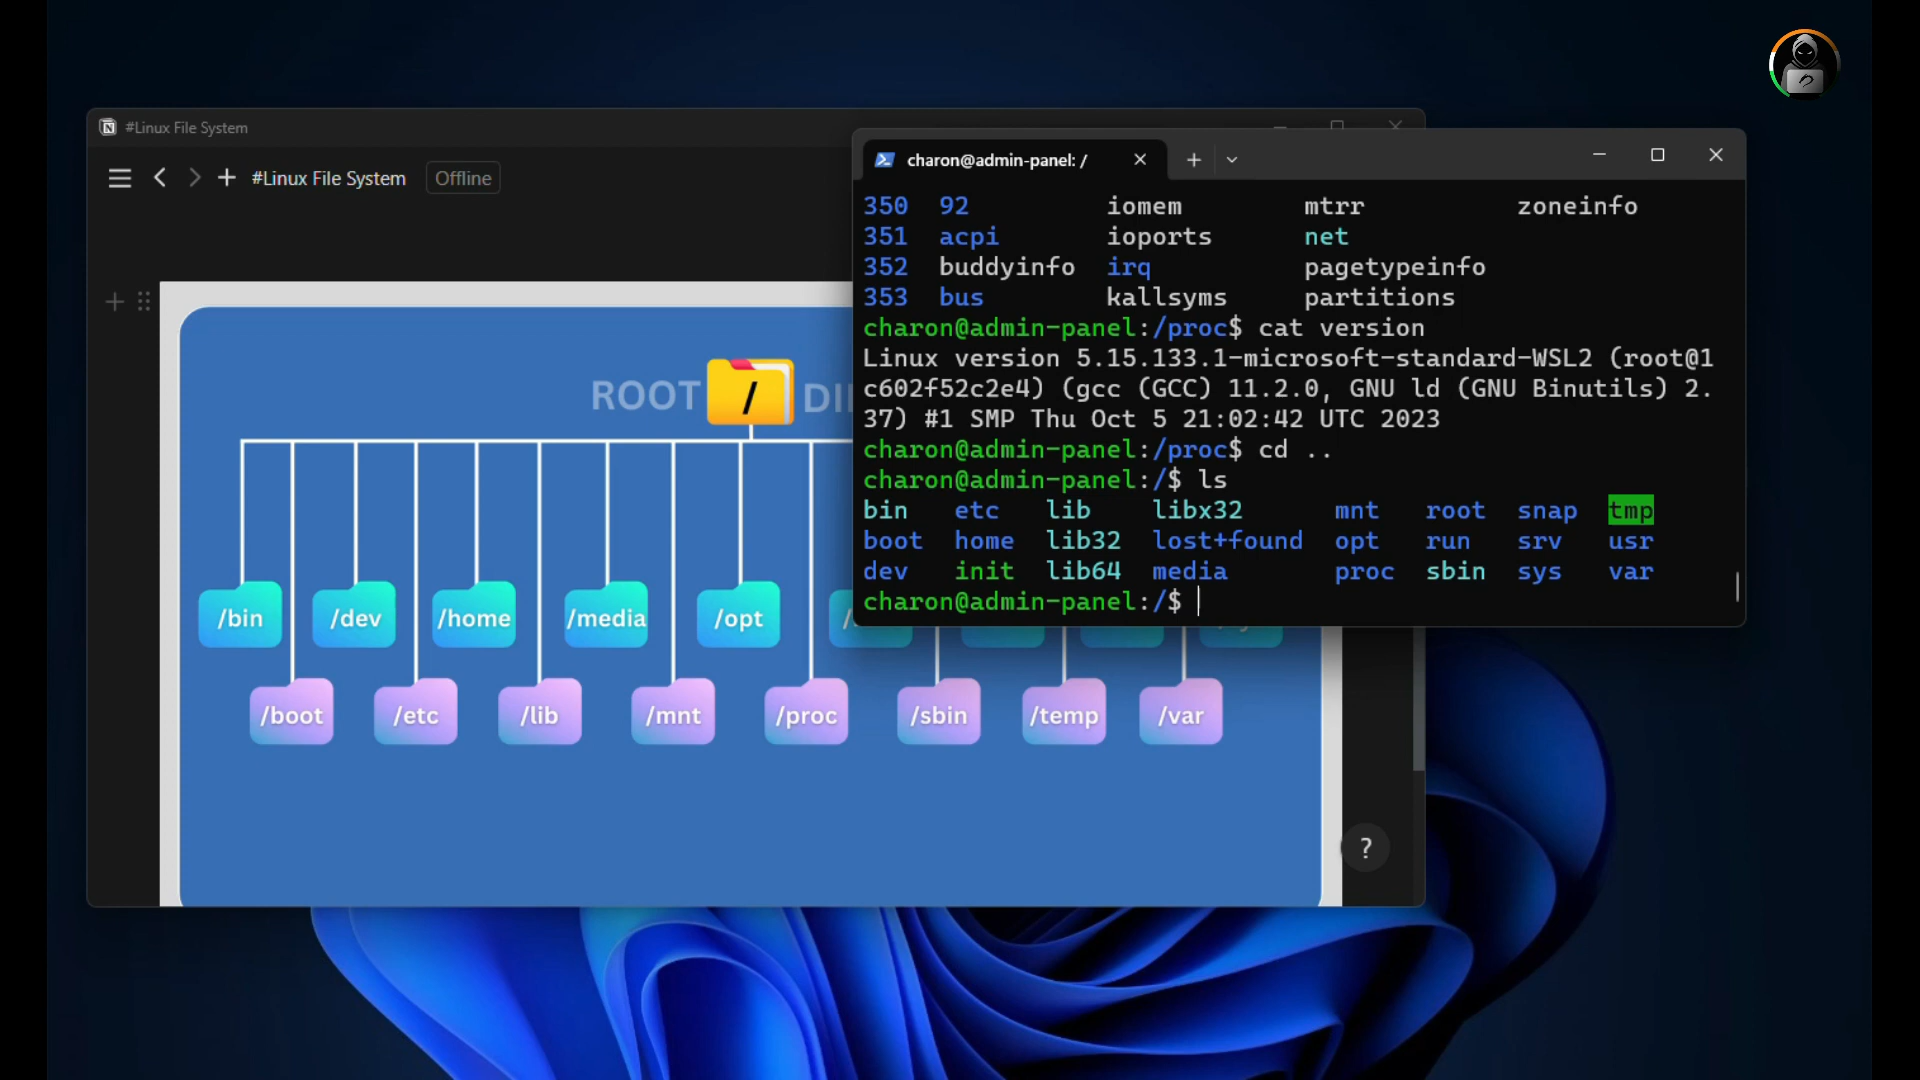 #Linux File System
#Linux File System Offline
ROOT / DI
/bin /dev /home /media /opt
/boot /etc /lib /mnt /proc /sbin /temp /var
?
charon@admin-panel: /
350 92 iomem mtrr zoneinfo
351 acpi ioports net
352 buddyinfo irq pagetypeinfo
353 bus kallsyms partitions
charon@admin-panel:/proc$ cat version
Linux version 5.15.133.1-microsoft-standard-WSL2 (root@1
c602f52c2e4) (gcc (GCC) 11.2.0, GNU ld (GNU Binutils) 2.
37) #1 SMP Thu Oct 5 21:02:42 UTC 2023
charon@admin-panel:/proc$ cd ..
charon@admin-panel:/$ ls
bin etc lib libx32 mnt root snap tmp
boot home lib32 lost+found opt run srv usr
dev init lib64 media proc sbin sys var
charon@admin-panel:/$